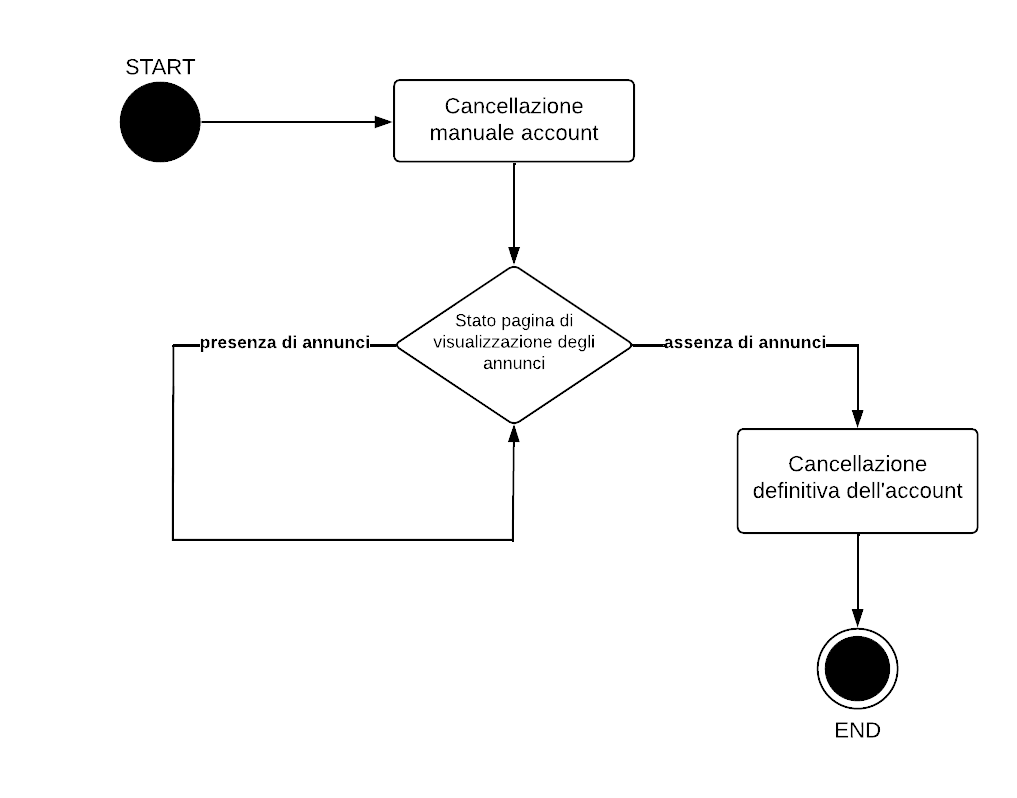 START
Cancellazione
manuale account
Stato pagina di
visualizzazione degli
annunci
presenza di annunci
assenza di annunci
Cancellazione
definitiva dell'account
END